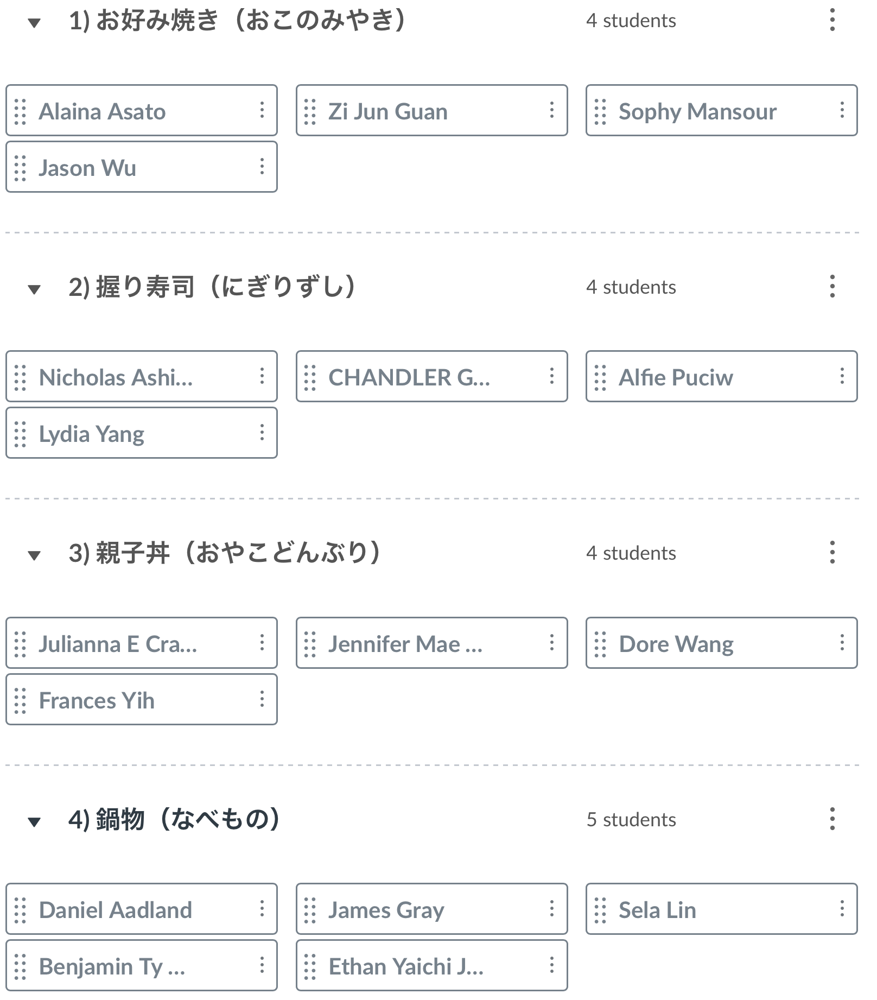 1) お好み焼き（おこのみやき） 4 students
Alaina Asato Zi Jun Guan Sophy Mansour
Jason Wu
2) 握り寿司（にぎりずし） 4 students
Nicholas Ashi... CHANDLER G... Alfie Puciw
Lydia Yang
3) 親子丼（おやこどんぶり） 4 students
Julianna E Cra... Jennifer Mae ... Dore Wang
Frances Yih
4) 鍋物（なべもの） 5 students
Daniel Aadland James Gray Sela Lin
Benjamin Ty ... Ethan Yaichi J...